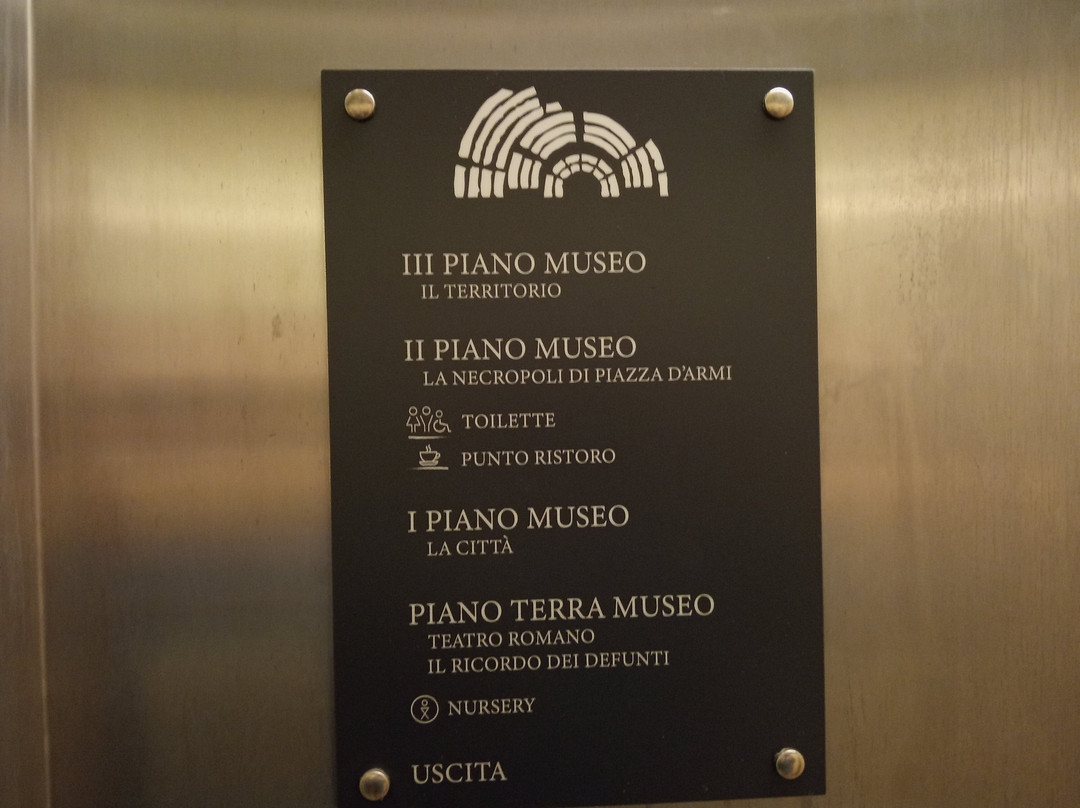 III PIANO MUSEO
IL TERRITORIO
II PIANO MUSEO
LA NECROPOLI DI PIAZZA D'ARMI
TOILETTE
PUNTO RISTORO
I PIANO MUSEO
LA CITTÀ
PIANO TERRA MUSEO
TEATRO ROMANO
IL RICORDO DEI DEFUNTI
NURSERY
USCITA